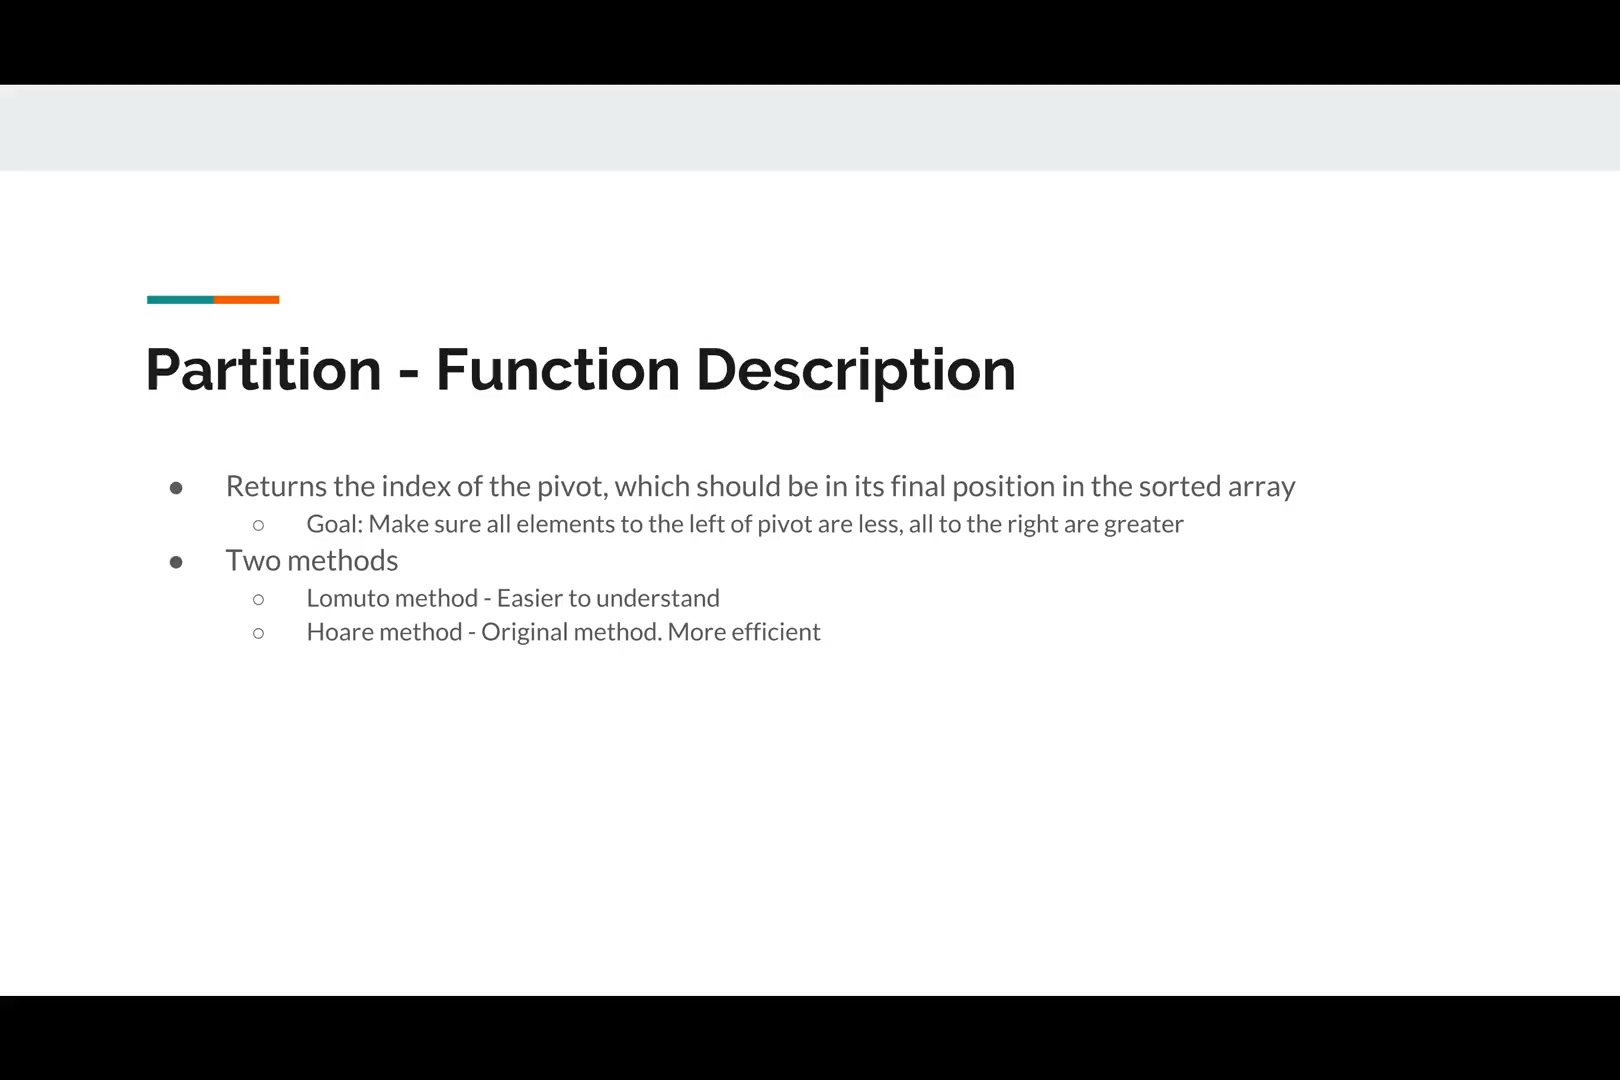 Partition - Function Description
● Returns the index of the pivot, which should be in its final position in the sorted array
○ Goal: Make sure all elements to the left of pivot are less, all to the right are greater
● Two methods
○ Lomuto method - Easier to understand
○ Hoare method - Original method. More efficient